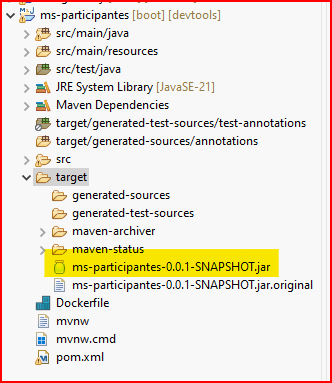 ms-participantes [boot] [devtools]
src/main/java
src/main/resources
src/test/java
JRE System Library [JavaSE-21]
Maven Dependencies
target/generated-test-sources/test-annotations
target/generated-sources/annotations
src
target
generated-sources
generated-test-sources
maven-archiver
maven-status
ms-participantes-0.0.1-SNAPSHOT.jar
ms-participantes-0.0.1-SNAPSHOT.jar.original
Dockerfile
mvnw
mvnw.cmd
pom.xml